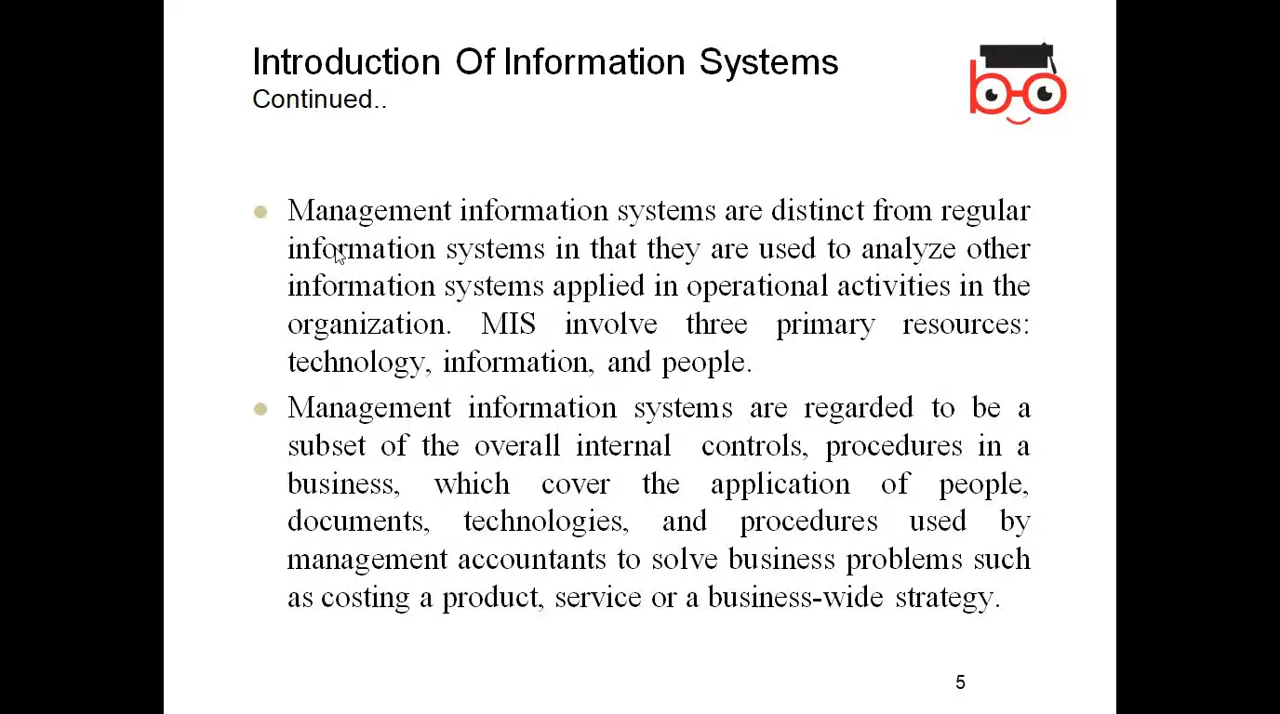 Introduction Of Information Systems
Continued..
Management information systems are distinct from regular
information systems in that they are used to analyze other
information systems applied in operational activities in the
organization. MIS involve three primary resources:
technology, information, and people.
Management information systems are regarded to be a
subset of the overall internal controls, procedures in a
business, which cover the application of people,
documents, technologies, and procedures used by
management accountants to solve business problems such
as costing a product, service or a business-wide strategy.
5